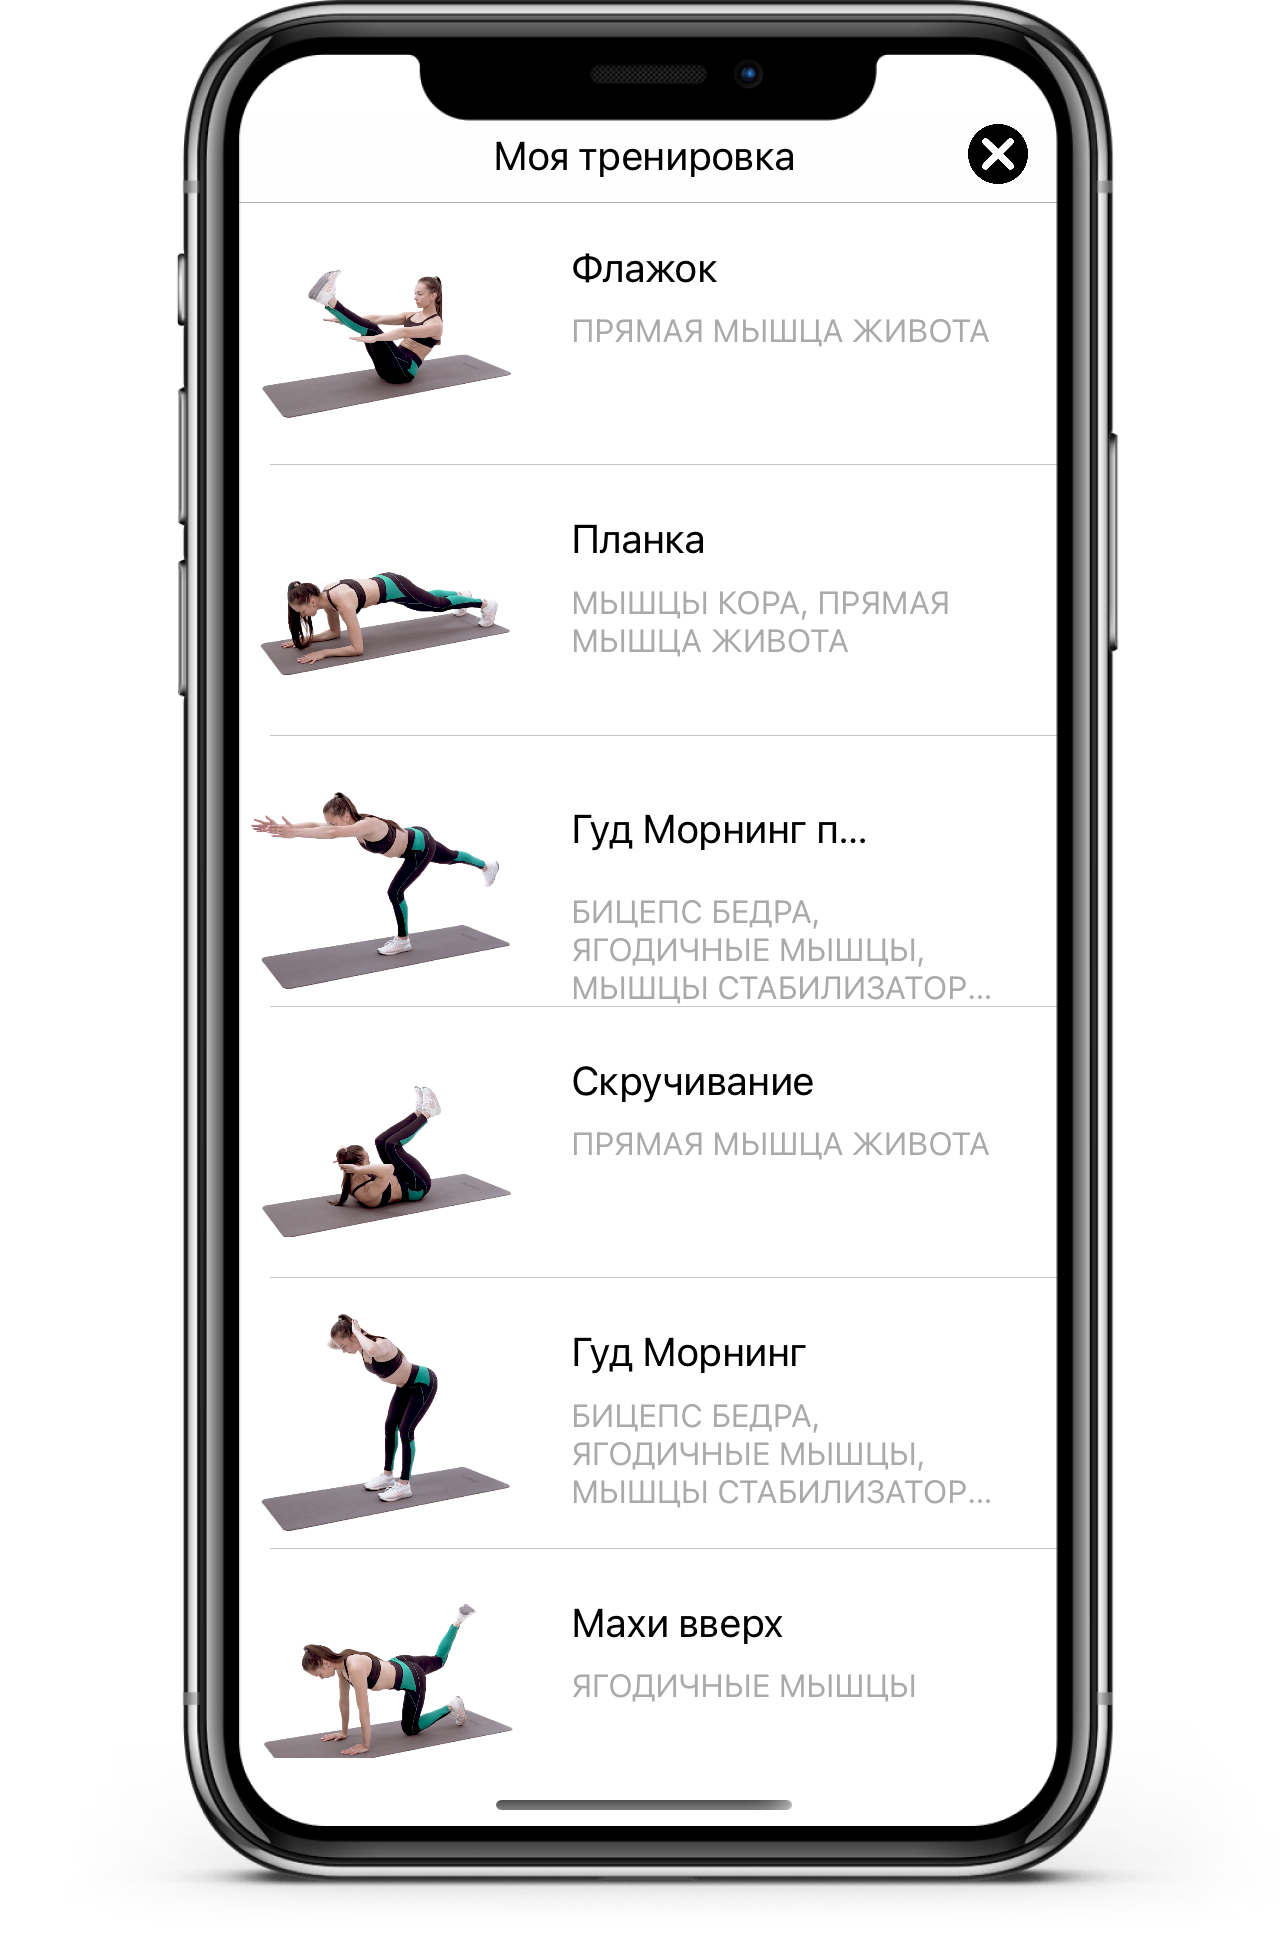 Моя тренировка
Флажок
ПРЯМАЯ МЫШЦА ЖИВОТА
Планка
МЫШЦЫ КОРА, ПРЯМАЯ
МЫШЦА ЖИВОТА
Гуд Морнинг п...
БИЦЕПС БЕДРА,
ЯГОДИЧНЫЕ МЫШЦЫ,
МЫШЦЫ СТАБИЛИЗАТОР...
Скручивание
ПРЯМАЯ МЫШЦА ЖИВОТА
Гуд Морнинг
БИЦЕПС БЕДРА,
ЯГОДИЧНЫЕ МЫШЦЫ,
МЫШЦЫ СТАБИЛИЗАТОР...
Махи вверх
ЯГОДИЧНЫЕ МЫШЦЫ